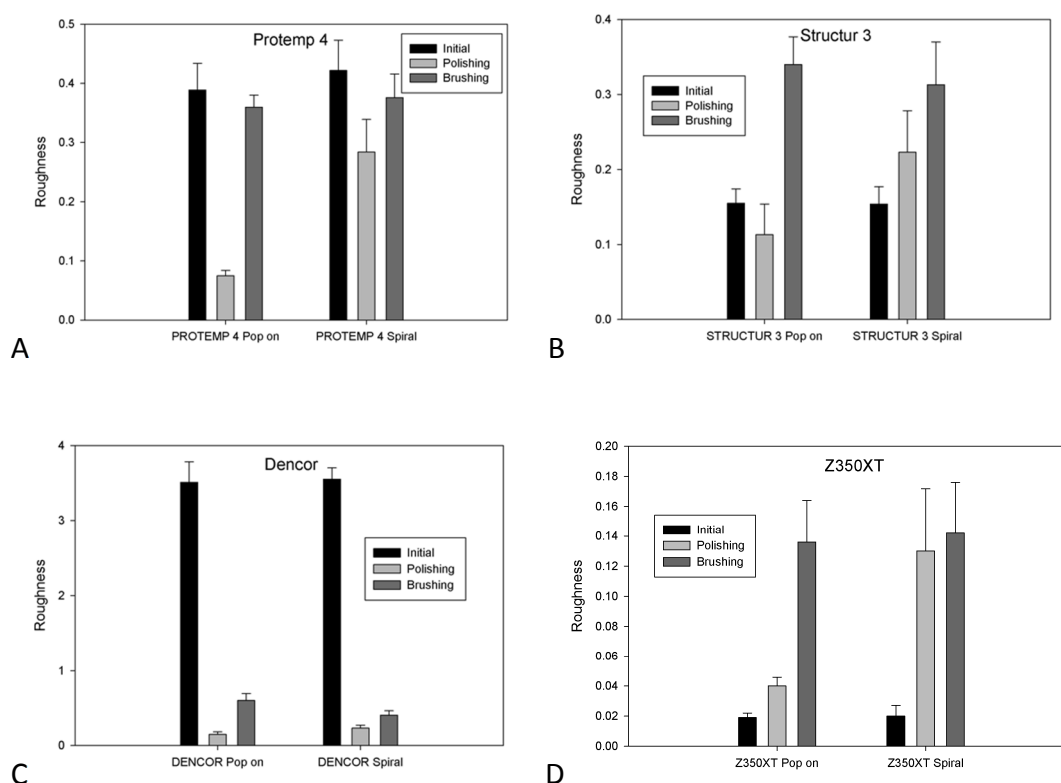 Protemp 4
0.5
0.4
0.3
0.2
0.1
0.0
Roughness
Initial
Polishing
Brushing
PROTEMP 4 Pop on
PROTEMP 4 Spiral
A
Structur 3
0.4
0.3
0.2
0.1
0.0
Roughness
Initial
Polishing
Brushing
STRUCTUR 3 Pop on
STRUCTUR 3 Spiral
B
Dencor
4
3
2
1
0
Roughness
Initial
Polishing
Brushing
DENCOR Pop on
DENCOR Spiral
C
Z350XT
0.20
0.18
0.16
0.14
0.12
0.10
0.08
0.06
0.04
0.02
0.00
Roughness
Initial
Polishing
Brushing
Z350XT Pop on
Z350XT Spiral
D